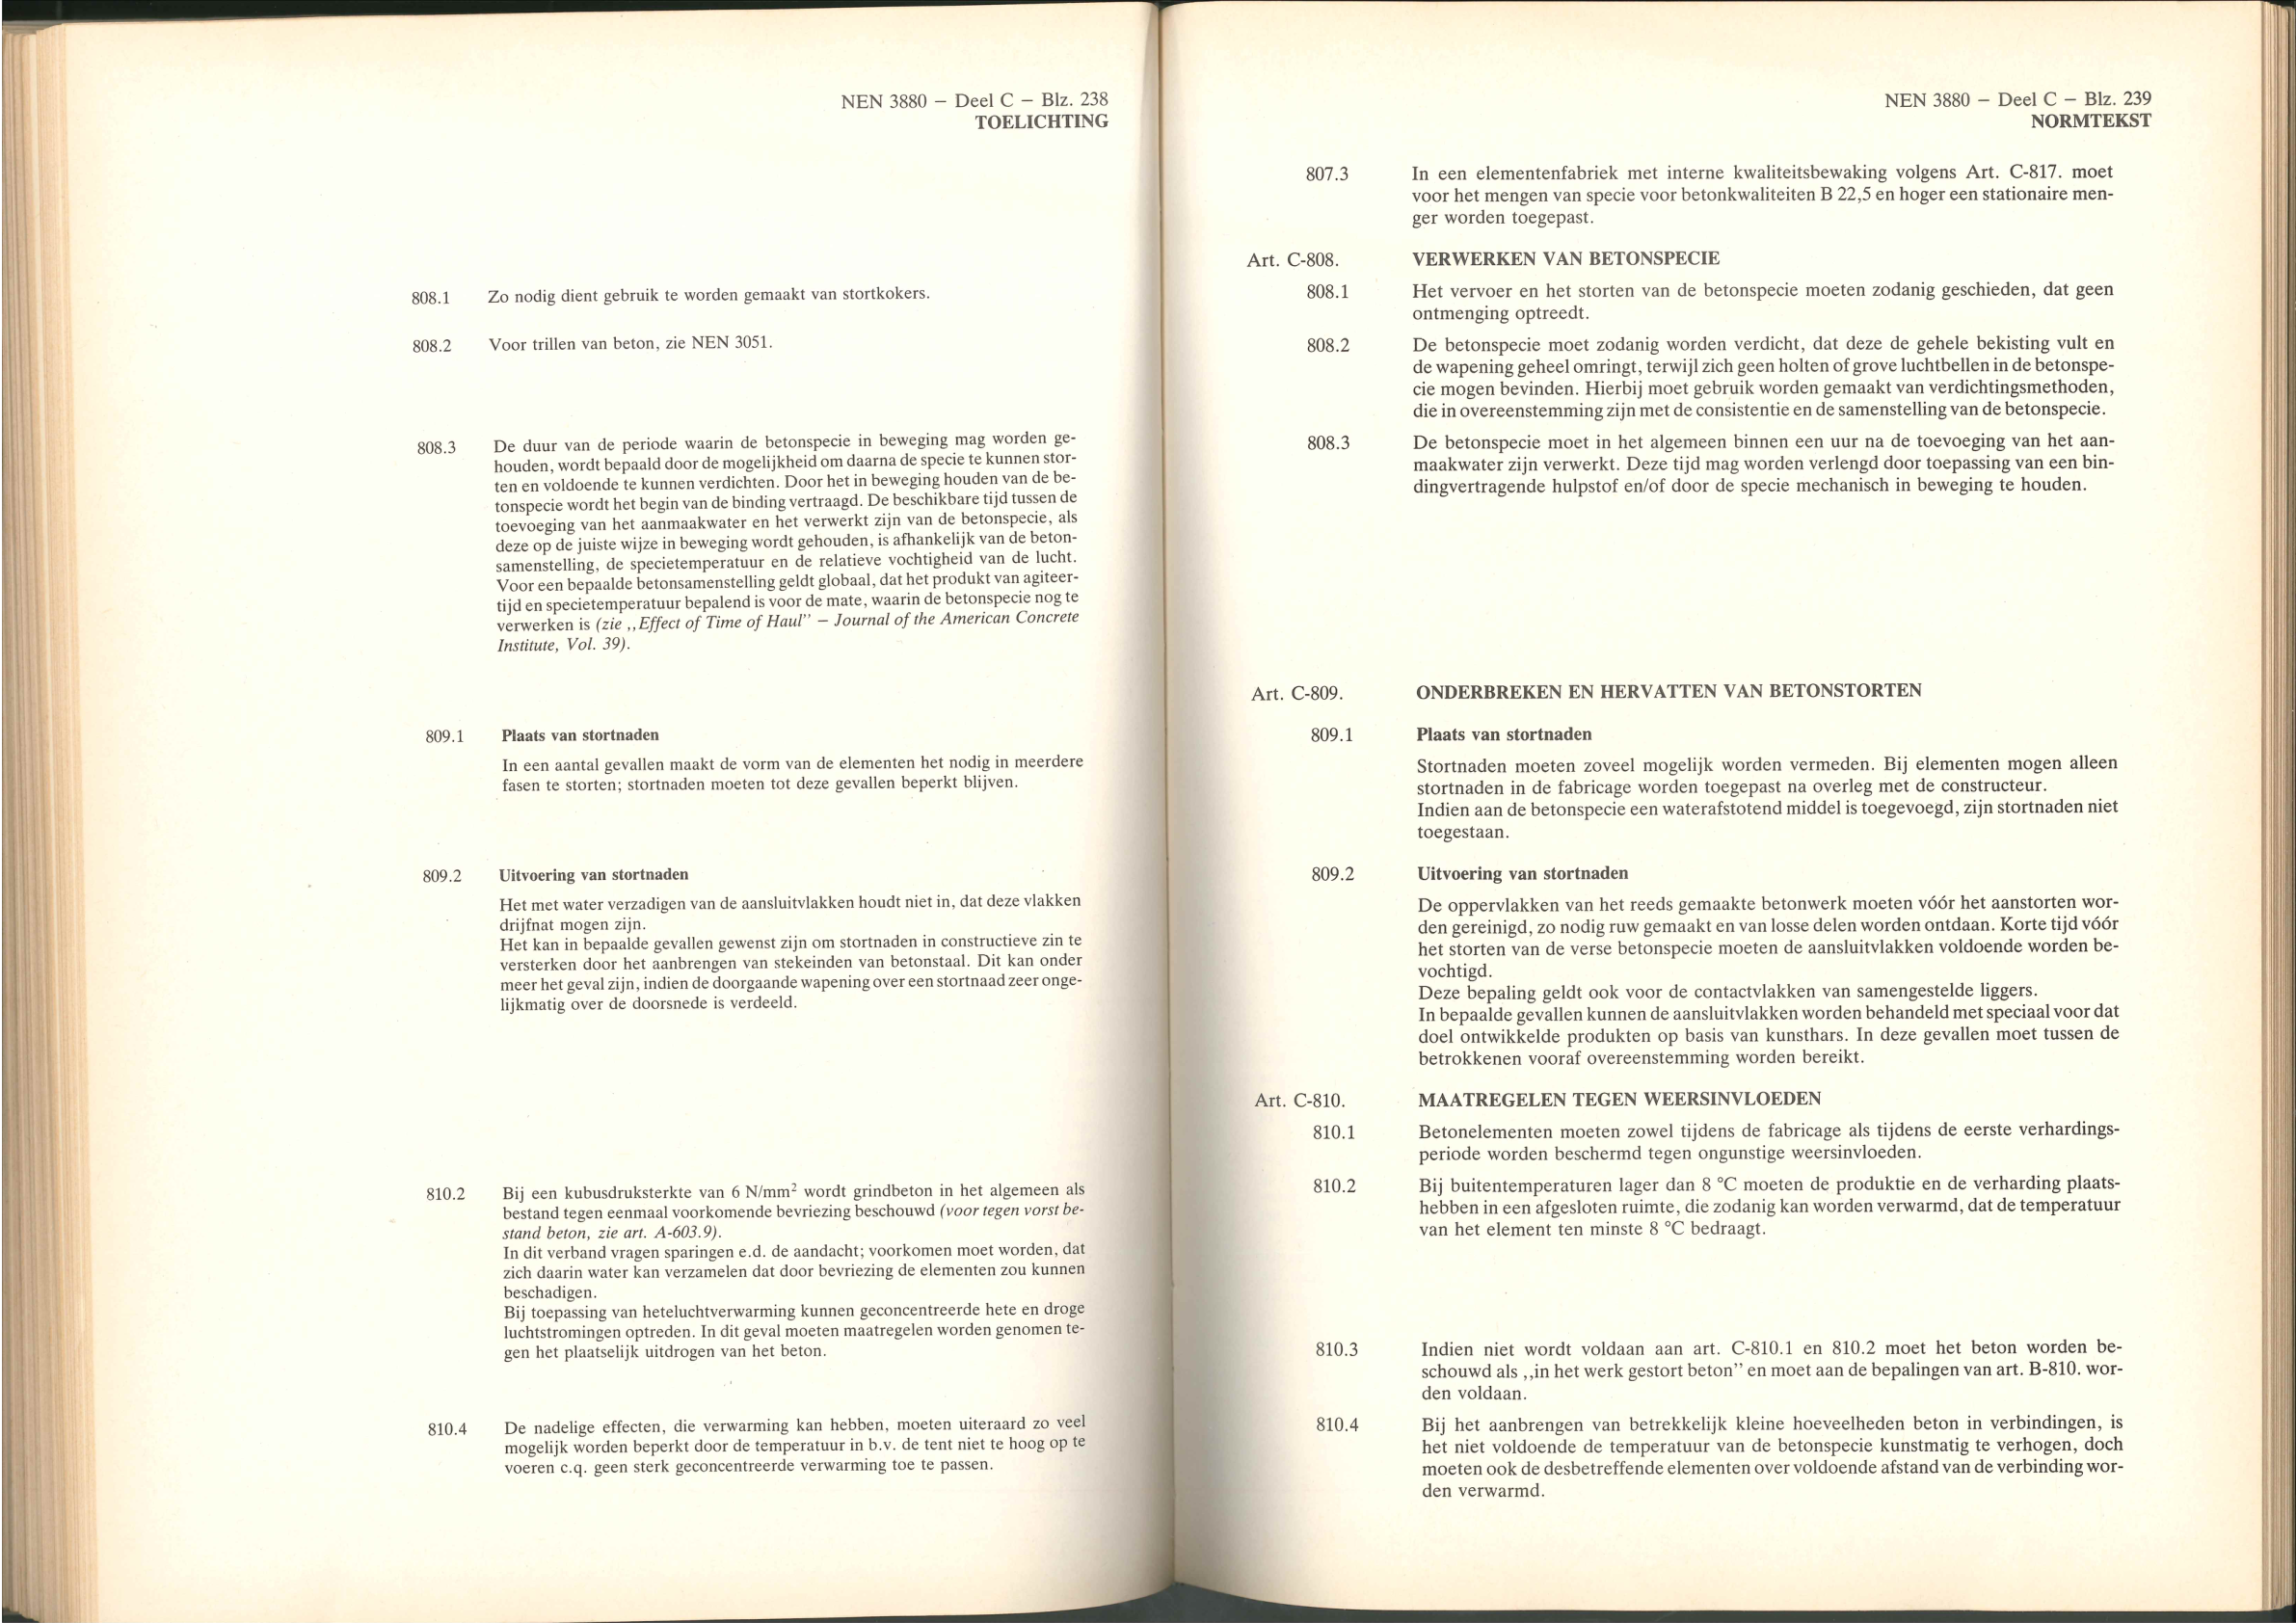 NEN 3880 – Deel C – Blz. 238
TOELICHTING
808.1 Zo nodig dient gebruik te worden gemaakt van stortkokers.
808.2 Voor trillen van beton, zie NEN 3051.
808.3 De duur van de periode waarin de betonspecie in beweging mag worden ge-
houden, wordt bepaald door de mogelijkheid om daarna de specie te kunnen stor-
ten en voldoende te kunnen verdichten. Door het in beweging houden van de be-
tonspecie wordt het begin van de binding vertraagd. De beschikbare tijd tussen de
toevoeging van het aanmaakwater en het verwerkt zijn van de betonspecie, als
deze op de juiste wijze in beweging wordt gehouden, is afhankelijk van de beton-
samenstelling, de specietemperatuur en de relatieve vochtigheid van de lucht.
Voor een bepaalde betonsamenstelling geldt globaal, dat het produkt van agiteer-
tijd en specietemperatuur bepalend is voor de mate, waarin de betonspecie nog te
verwerken is (zie ,,Effect of Time of Haul” – Journal of the American Concrete
Institute, Vol. 39).
809.1 Plaats van stortnaden
In een aantal gevallen maakt de vorm van de elementen het nodig in meerdere
fasen te storten; stortnaden moeten tot deze gevallen beperkt blijven.
809.2 Uitvoering van stortnaden
Het met water verzadigen van de aansluitvlakken houdt niet in, dat deze vlakken
drijfnat mogen zijn.
Het kan in bepaalde gevallen gewenst zijn om stortnaden in constructieve zin te
versterken door het aanbrengen van stekeinden van betonstaal. Dit kan onder
meer het geval zijn, indien de doorgaande wapening over een stortnaad zeer onge-
lijkmatig over de doorsnede is verdeeld.
810.2 Bij een kubusdruksterkte van 6 N/mm² wordt grindbeton in het algemeen als
bestand tegen eenmaal voorkomende bevriezing beschouwd (voor tegen vorst be-
stand beton, zie art. A-603.9).
In dit verband vragen sparingen e.d. de aandacht; voorkomen moet worden, dat
zich daarin water kan verzamelen dat door bevriezing de elementen zou kunnen
beschadigen.
Bij toepassing van heteluchtverwarming kunnen geconcentreerde hete en droge
luchtstromingen optreden. In dit geval moeten maatregelen worden genomen te-
gen het plaatselijk uitdrogen van het beton.
810.4 De nadelige effecten, die verwarming kan hebben, moeten uiteraard zo veel
mogelijk worden beperkt door de temperatuur in b.v. de tent niet te hoog op te
voeren c.q. geen sterk geconcentreerde verwarming toe te passen.
NEN 3880 – Deel C – Blz. 239
NORMTEKST
807.3 In een elementenfabriek met interne kwaliteitsbewaking volgens Art. C-817. moet
voor het mengen van specie voor betonkwaliteiten B 22,5 en hoger een stationaire men-
ger worden toegepast.
Art. C-808. VERWERKEN VAN BETONSPECIE
808.1 Het vervoer en het storten van de betonspecie moeten zodanig geschieden, dat geen
ontmenging optreedt.
808.2 De betonspecie moet zodanig worden verdicht, dat deze de gehele bekisting vult en
de wapening geheel omringt, terwijl zich geen holten of grove luchtbellen in de betonspe-
cie mogen bevinden. Hierbij moet gebruik worden gemaakt van verdichtingsmethoden,
die in overeenstemming zijn met de consistentie en de samenstelling van de betonspecie.
808.3 De betonspecie moet in het algemeen binnen een uur na de toevoeging van het aan-
maakwater zijn verwerkt. Deze tijd mag worden verlengd door toepassing van een bin-
dingvertragende hulpstof en/of door de specie mechanisch in beweging te houden.
Art. C-809. ONDERBREKEN EN HERVATTEN VAN BETONSTORTEN
809.1 Plaats van stortnaden
Stortnaden moeten zoveel mogelijk worden vermeden. Bij elementen mogen alleen
stortnaden in de fabricage worden toegepast na overleg met de constructeur.
Indien aan de betonspecie een waterafstotend middel is toegevoegd, zijn stortnaden niet
toegestaan.
809.2 Uitvoering van stortnaden
De oppervlakken van het reeds gemaakte betonwerk moeten vóór het aanstorten wor-
den gereinigd, zo nodig ruw gemaakt en van losse delen worden ontdaan. Korte tijd vóór
het storten van de verse betonspecie moeten de aansluitvlakken voldoende worden be-
vochtigd.
Deze bepaling geldt ook voor de contactvlakken van samengestelde liggers.
In bepaalde gevallen kunnen de aansluitvlakken worden behandeld met speciaal voor dat
doel ontwikkelde produkten op basis van kunsthars. In deze gevallen moet tussen de
betrokkenen vooraf overeenstemming worden bereikt.
Art. C-810. MAATREGELEN TEGEN WEERSINVLOEDEN
810.1 Betonelementen moeten zowel tijdens de fabricage als tijdens de eerste verhardings-
periode worden beschermd tegen ongunstige weersinvloeden.
810.2 Bij buitentemperaturen lager dan 8 °C moeten de produktie en de verharding plaats-
hebben in een afgesloten ruimte, die zodanig kan worden verwarmd, dat de temperatuur
van het element ten minste 8 °C bedraagt.
810.3 Indien niet wordt voldaan aan art. C-810.1 en 810.2 moet het beton worden be-
schouwd als ,,in het werk gestort beton” en moet aan de bepalingen van art. B-810. wor-
den voldaan.
810.4 Bij het aanbrengen van betrekkelijk kleine hoeveelheden beton in verbindingen, is
het niet voldoende de temperatuur van de betonspecie kunstmatig te verhogen, doch
moeten ook de desbetreffende elementen over voldoende afstand van de verbinding wor-
den verwarmd.